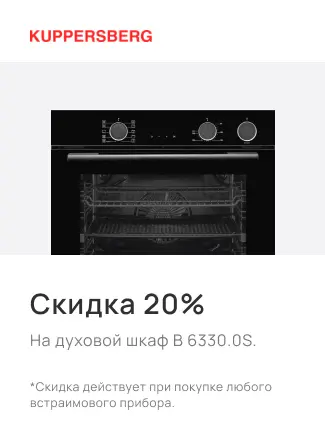 KUPPERSBERG
Скидка 20%
На духовой шкаф B 6330.0S.
*Скидка действует при покупке любого
встраимового прибора.